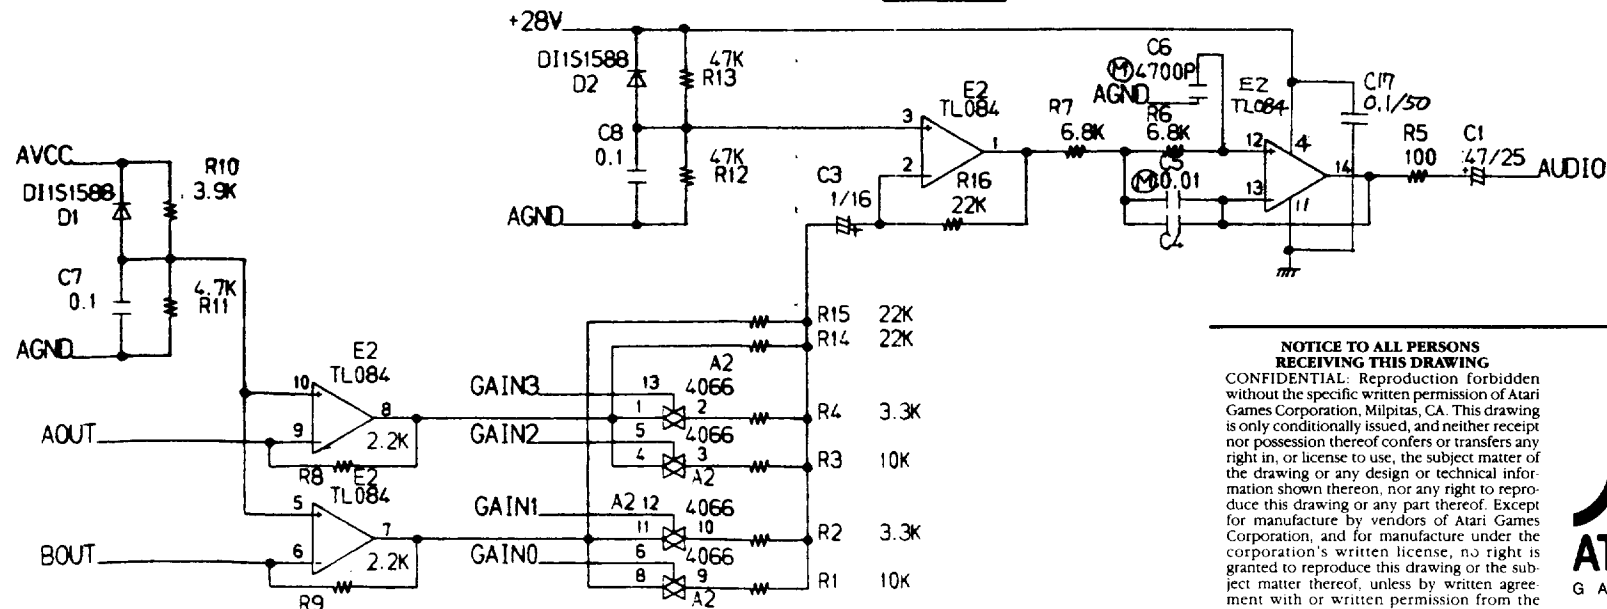 +28V
DI1S1588
D2
47K
R13
C8
0.1
47K
R12
AGND
AVCC
R10
3.9K
DI1S1588
D1
C7
0.1
4.7K
R11
AGND
C6
Ⓜ4700P
AGND
E2
TL084
3
2
1
R7
6.8K
R6
6.8K
E2
TL084
C17
0.1/50
12
13
4
14
11
R5
100
C1
+
47/25
AUDIO
C5
Ⓜ0.01
C4
C3
1/16
+
R16
22K
R15 22K
R14 22K
E2
TL084
10
9
8
2.2K
R8
AOUT
E2
TL084
5
6
7
2.2K
R9
BOUT
GAIN3
13
A2
4066
1
2
R4 3.3K
GAIN2
5
4066
4
3
A2
R3 10K
GAIN1
A2 12
4066
11
10
R2 3.3K
GAIN0
6
4066
8
9
A2
R1 10K
NOTICE TO ALL PERSONS
RECEIVING THIS DRAWING
CONFIDENTIAL: Reproduction forbidden
without the specific written permission of Atari
Games Corporation, Milpitas, CA. This drawing
is only conditionally issued, and neither receipt
nor possession thereof confers or transfers any
right in, or license to use, the subject matter of
the drawing or any design or technical infor-
mation shown thereon, nor any right to repro-
duce this drawing or any part thereof. Except
for manufacture by vendors of Atari Games
Corporation, and for manufacture under the
corporation's written license, no right is
granted to reproduce this drawing or the sub-
ject matter thereof, unless by written agree-
ment with or written permission from the
AT
G A